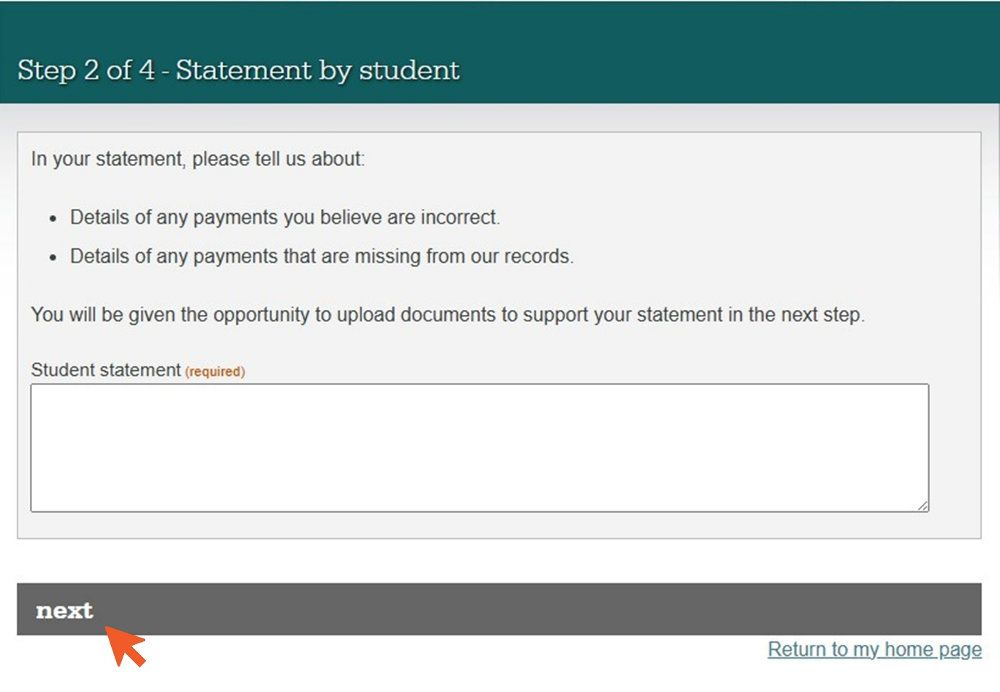 Step 2 of 4 - Statement by student
In your statement, please tell us about:
• Details of any payments you believe are incorrect.
• Details of any payments that are missing from our records.
You will be given the opportunity to upload documents to support your statement in the next step.
Student statement (required)
next
Return to my home page